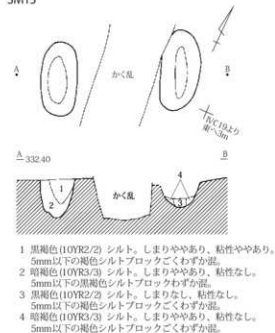 SM15
A
かく乱
B
IVC19より
東へ3m
A 332.40
B
1
2
かく乱
4
3
1 黒褐色(10YR2/2) シルト。しまりややあり、粘性ややあり。
5mm以下の褐色シルトブロックごくわずか混。
2 暗褐色(10YR3/3) シルト。しまりややあり、粘性なし。
5mm以下の黒褐色シルトブロックわずか混。
3 黒褐色(10YR2/2) シルト。しまりなし、粘性なし。
5mm以下の褐色シルトブロックごくわずか混。
4 暗褐色(10YR3/3) シルト。しまりややあり、粘性なし。
5mm以下の褐色シルトブロックごくわずか混。